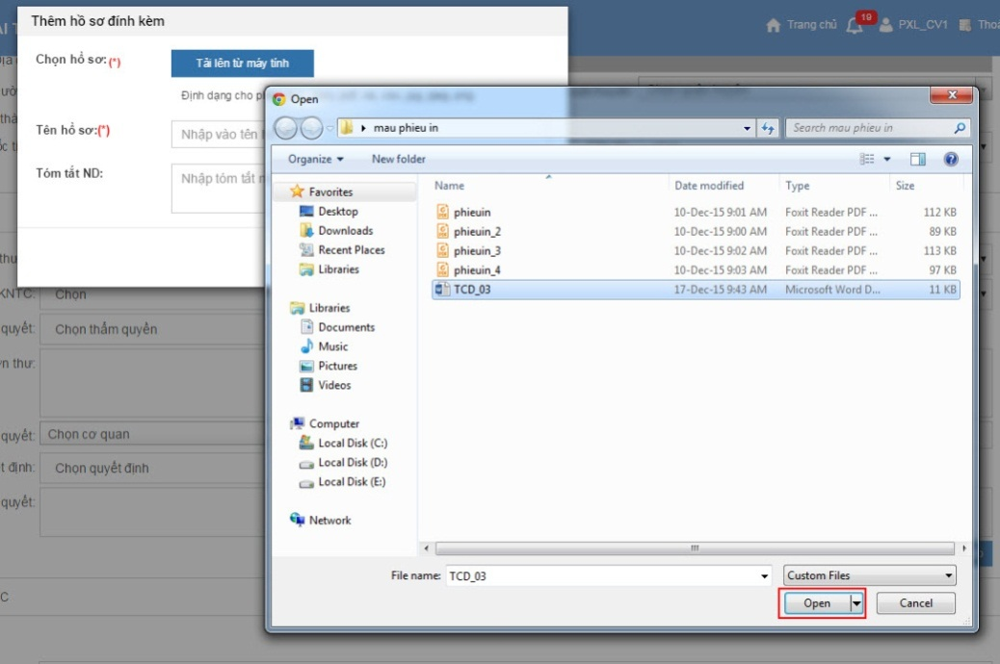 Thêm hồ sơ đính kèm
Trang chủ 19 PXL_CV1
Chọn hồ sơ:(*) Tải lên từ máy tính
Định dạng cho
Tên hồ sơ:(*) Nhập vào tên
Tóm tắt ND: Nhập tóm tắt
KNTC: Chọn
quyết: Chọn thẩm quyền
thư:
quyết: Chọn cơ quan
định: Chọn quyết định
quyết:
Open
mau phieu in Search mau phieu in
Organize New folder
Name Date modified Type Size
Favorites
Desktop
Downloads
Recent Places
Libraries
Libraries
Documents
Music
Pictures
Videos
Computer
Local Disk (C:)
Local Disk (D:)
Local Disk (E:)
Network
phieuin 10-Dec-15 9:01 AM Foxit Reader PDF ... 112 KB
phieuin_2 10-Dec-15 9:00 AM Foxit Reader PDF ... 89 KB
phieuin_3 10-Dec-15 9:02 AM Foxit Reader PDF ... 113 KB
phieuin_4 10-Dec-15 9:03 AM Foxit Reader PDF ... 97 KB
TCD_03 17-Dec-15 9:43 AM Microsoft Word D... 11 KB
File name: TCD_03 Custom Files
Open Cancel